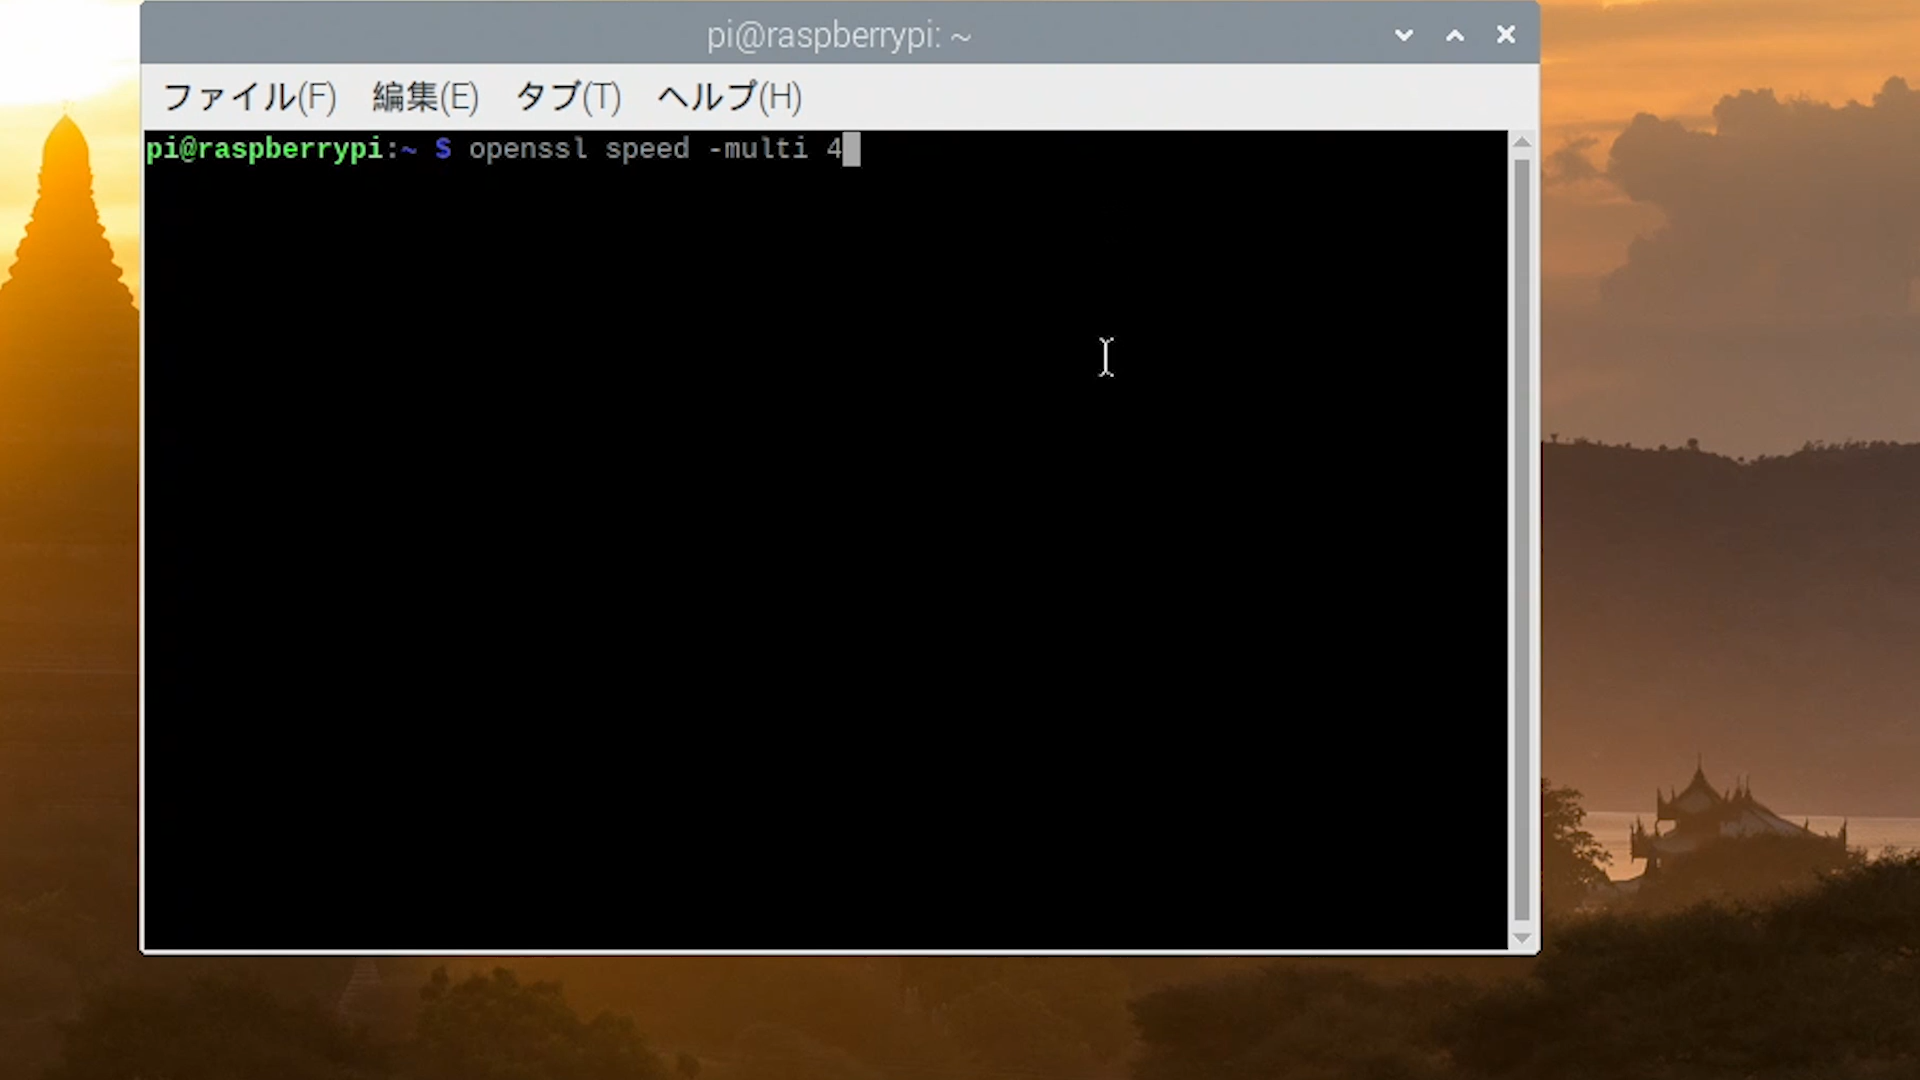 pi@raspberrypi: ~
ファイル(F) 編集(E) タブ(T) ヘルプ(H)
pi@raspberrypi:~ $ openssl speed -multi 4